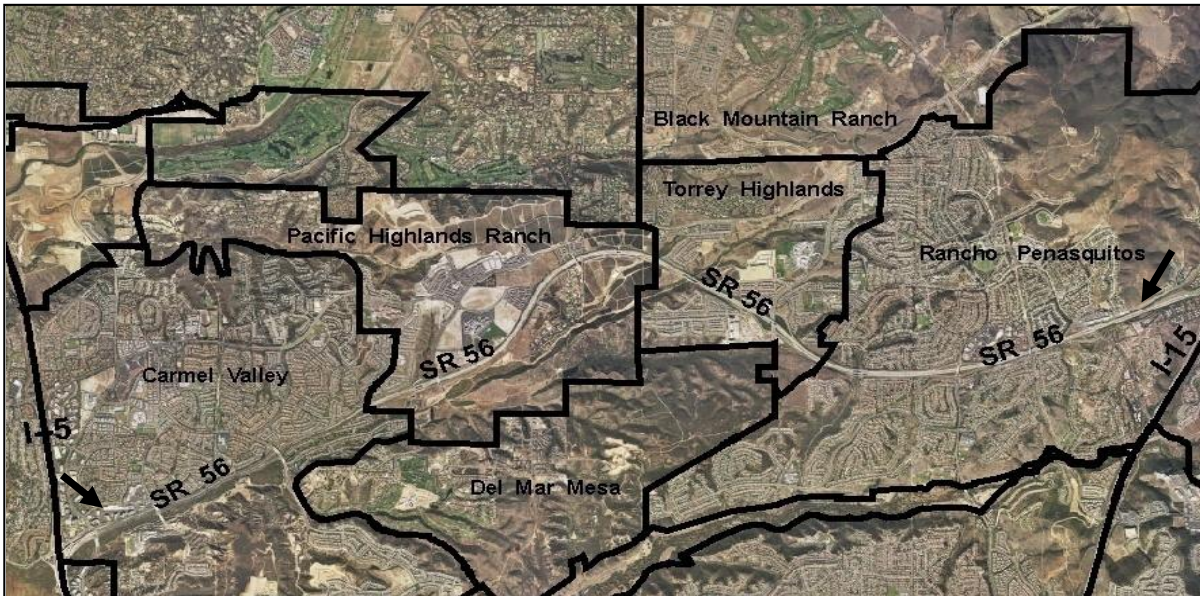 Black Mountain Ranch
Torrey Highlands
Pacific Highlands Ranch
Rancho Penasquitos
SR 56
SR 56
SR 56
I-15
Carmel Valley
I-5
SR 56
Del Mar Mesa